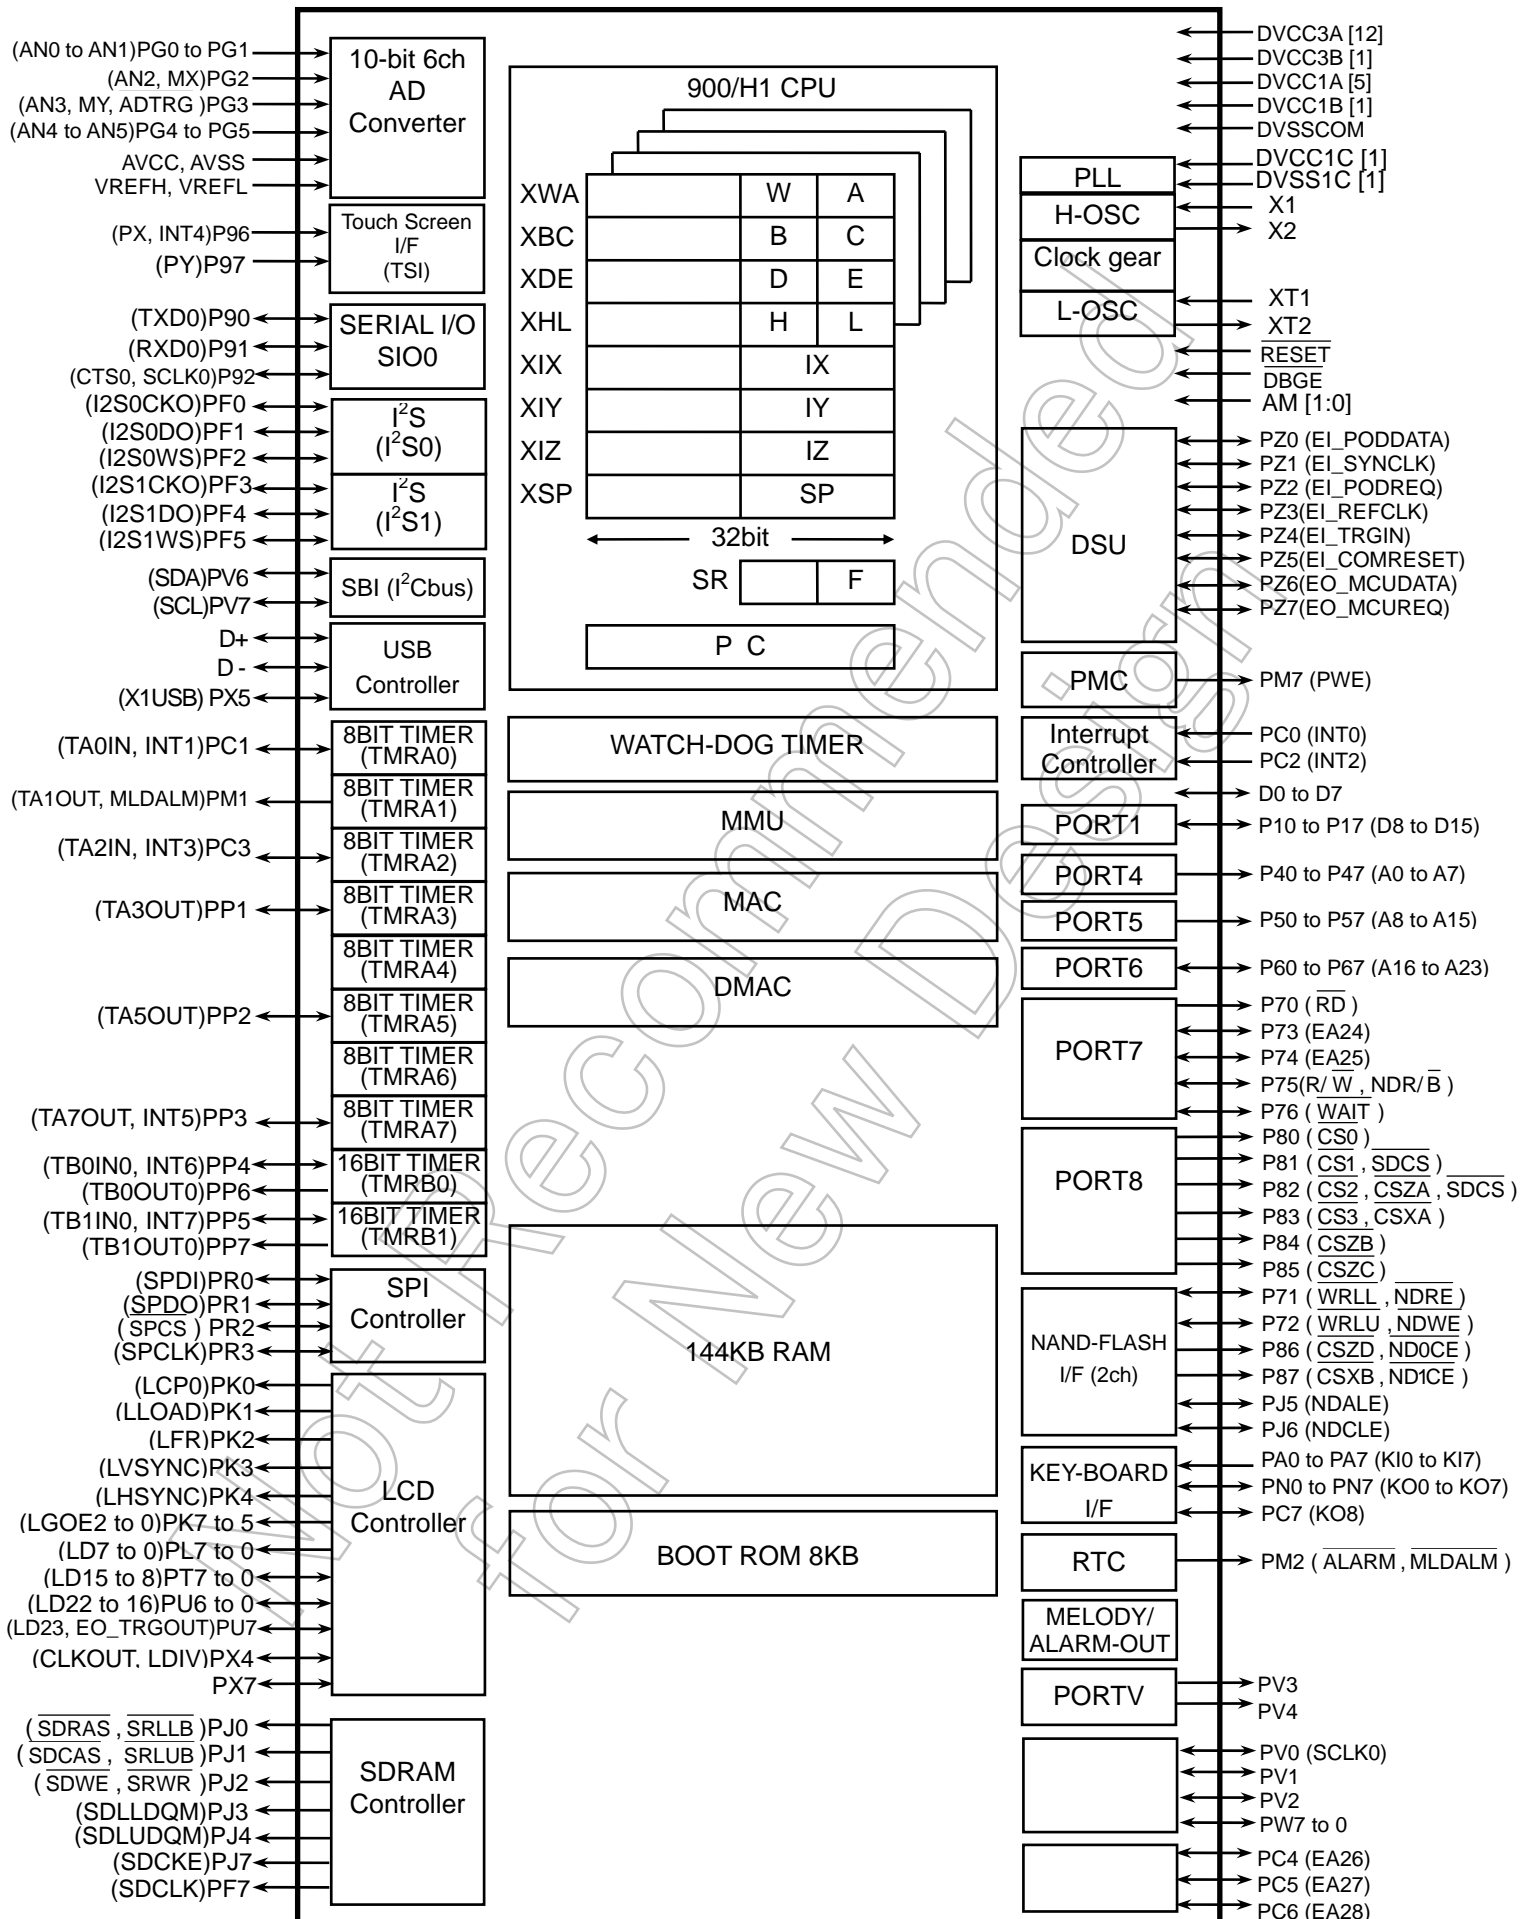 (AN0 to AN1)PG0 to PG1
(AN2, MX)PG2
(AN3, MY, ADTRG )PG3
(AN4 to AN5)PG4 to PG5
AVCC, AVSS
VREFH, VREFL
10-bit 6ch
AD
Converter
(PX, INT4)P96
(PY)P97
Touch Screen
I/F
(TSI)
(TXD0)P90
(RXD0)P91
(CTS0, SCLK0)P92
SERIAL I/O
SIO0
(I2S0CKO)PF0
(I2S0DO)PF1
(I2S0WS)PF2
I²S
(I²S0)
(I2S1CKO)PF3
(I2S1DO)PF4
(I2S1WS)PF5
I²S
(I²S1)
(SDA)PV6
(SCL)PV7
SBI (I²Cbus)
D+
D -
(X1USB) PX5
USB
Controller
(TA0IN, INT1)PC1
8BIT TIMER
(TMRA0)
(TA1OUT, MLDALM)PM1
8BIT TIMER
(TMRA1)
(TA2IN, INT3)PC3
8BIT TIMER
(TMRA2)
(TA3OUT)PP1
8BIT TIMER
(TMRA3)
8BIT TIMER
(TMRA4)
(TA5OUT)PP2
8BIT TIMER
(TMRA5)
8BIT TIMER
(TMRA6)
(TA7OUT, INT5)PP3
8BIT TIMER
(TMRA7)
(TB0IN0, INT6)PP4
(TB0OUT0)PP6
16BIT TIMER
(TMRB0)
(TB1IN0, INT7)PP5
(TB1OUT0)PP7
16BIT TIMER
(TMRB1)
(SPDI)PR0
(SPDO)PR1
( SPCS ) PR2
(SPCLK)PR3
SPI
Controller
(LCP0)PK0
(LLOAD)PK1
(LFR)PK2
(LVSYNC)PK3
(LHSYNC)PK4
(LGOE2 to 0)PK7 to 5
(LD7 to 0)PL7 to 0
(LD15 to 8)PT7 to 0
(LD22 to 16)PU6 to 0
(LD23, EO_TRGOUT)PU7
(CLKOUT, LDIV)PX4
PX7
LCD
Controller
( SDRAS , SRLLB )PJ0
( SDCAS , SRLUB )PJ1
( SDWE , SRWR )PJ2
(SDLLDQM)PJ3
(SDLUDQM)PJ4
(SDCKE)PJ7
(SDCLK)PF7
SDRAM
Controller
900/H1 CPU
XWA W A
XBC B C
XDE D E
XHL H L
XIX IX
XIY IY
XIZ IZ
XSP SP
32bit
SR F
P C
WATCH-DOG TIMER
MMU
MAC
DMAC
144KB RAM
BOOT ROM 8KB
DVCC3A [12]
DVCC3B [1]
DVCC1A [5]
DVCC1B [1]
DVSSCOM
DVCC1C [1]
DVSS1C [1]
PLL
X1
X2
H-OSC
Clock gear
L-OSC
XT1
XT2
RESET
DBGE
AM [1:0]
DSU
PZ0 (EI_PODDATA)
PZ1 (EI_SYNCLK)
PZ2 (EI_PODREQ)
PZ3(EI_REFCLK)
PZ4(EI_TRGIN)
PZ5(EI_COMRESET)
PZ6(EO_MCUDATA)
PZ7(EO_MCUREQ)
PMC
PM7 (PWE)
Interrupt
Controller
PC0 (INT0)
PC2 (INT2)
D0 to D7
PORT1
P10 to P17 (D8 to D15)
PORT4
P40 to P47 (A0 to A7)
PORT5
P50 to P57 (A8 to A15)
PORT6
P60 to P67 (A16 to A23)
PORT7
P70 ( RD )
P73 (EA24)
P74 (EA25)
P75(R/ W , NDR/ B )
P76 ( WAIT )
PORT8
P80 ( CS0 )
P81 ( CS1 , SDCS )
P82 ( CS2 , CSZA , SDCS )
P83 ( CS3 , CSXA )
P84 ( CSZB )
P85 ( CSZC )
NAND-FLASH
I/F (2ch)
P71 ( WRLL , NDRE )
P72 ( WRLU , NDWE )
P86 ( CSZD , ND0CE )
P87 ( CSXB , ND1CE )
PJ5 (NDALE)
PJ6 (NDCLE)
KEY-BOARD
I/F
PA0 to PA7 (KI0 to KI7)
PN0 to PN7 (KO0 to KO7)
PC7 (KO8)
RTC
PM2 ( ALARM , MLDALM )
MELODY/
ALARM-OUT
PORTV
PV3
PV4
PV0 (SCLK0)
PV1
PV2
PW7 to 0
PC4 (EA26)
PC5 (EA27)
PC6 (EA28)
Not Recommended
for New Design